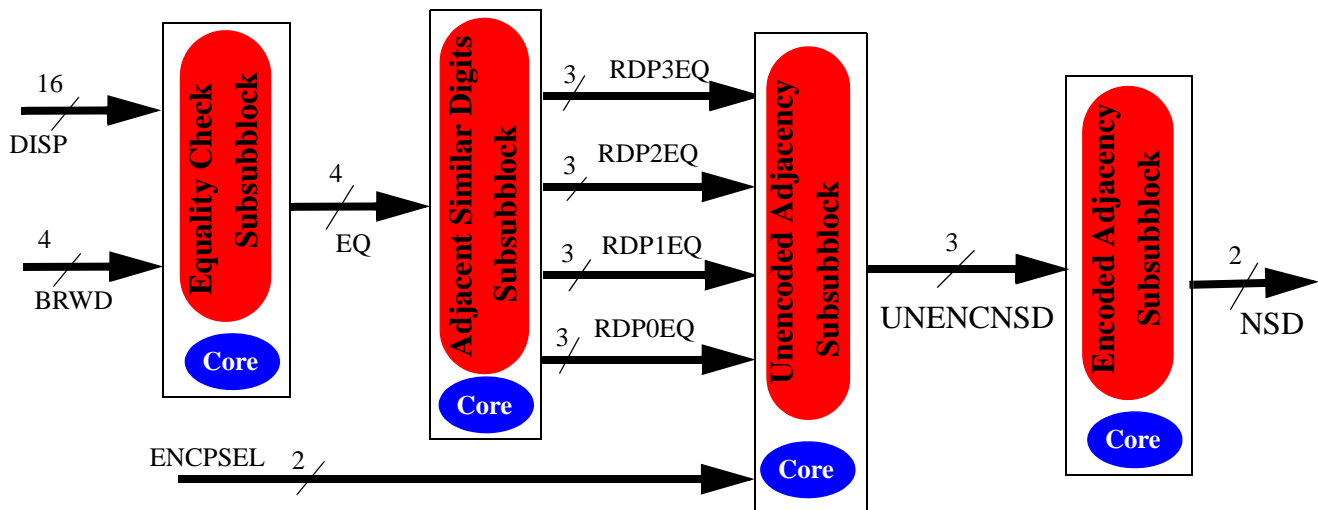 16
DISP
4
BRWD
Equality Check
Subsubblock
Core
4
EQ
Adjacent Similar Digits
Subsubblock
Core
3
RDP3EQ
3
RDP2EQ
3
RDP1EQ
3
RDP0EQ
ENCPSEL
2
Unencoded Adjacency
Subsubblock
Core
3
UNENCNSD
Encoded Adjacency
Subsubblock
Core
2
NSD